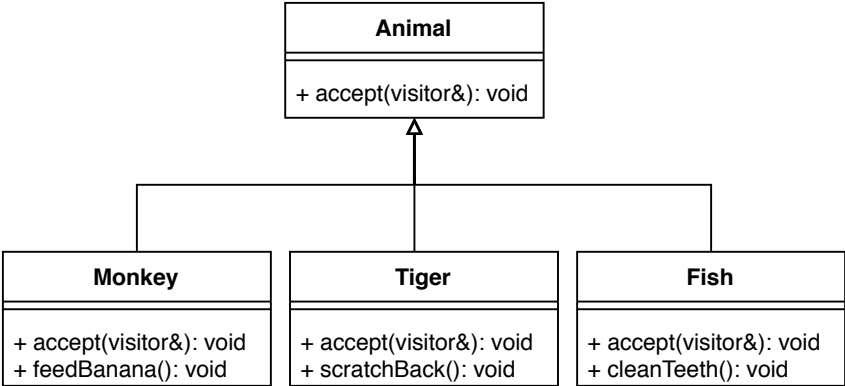 Animal
+ accept(visitor&): void
Monkey
+ accept(visitor&): void
+ feedBanana(): void
Tiger
+ accept(visitor&): void
+ scratchBack(): void
Fish
+ accept(visitor&): void
+ cleanTeeth(): void